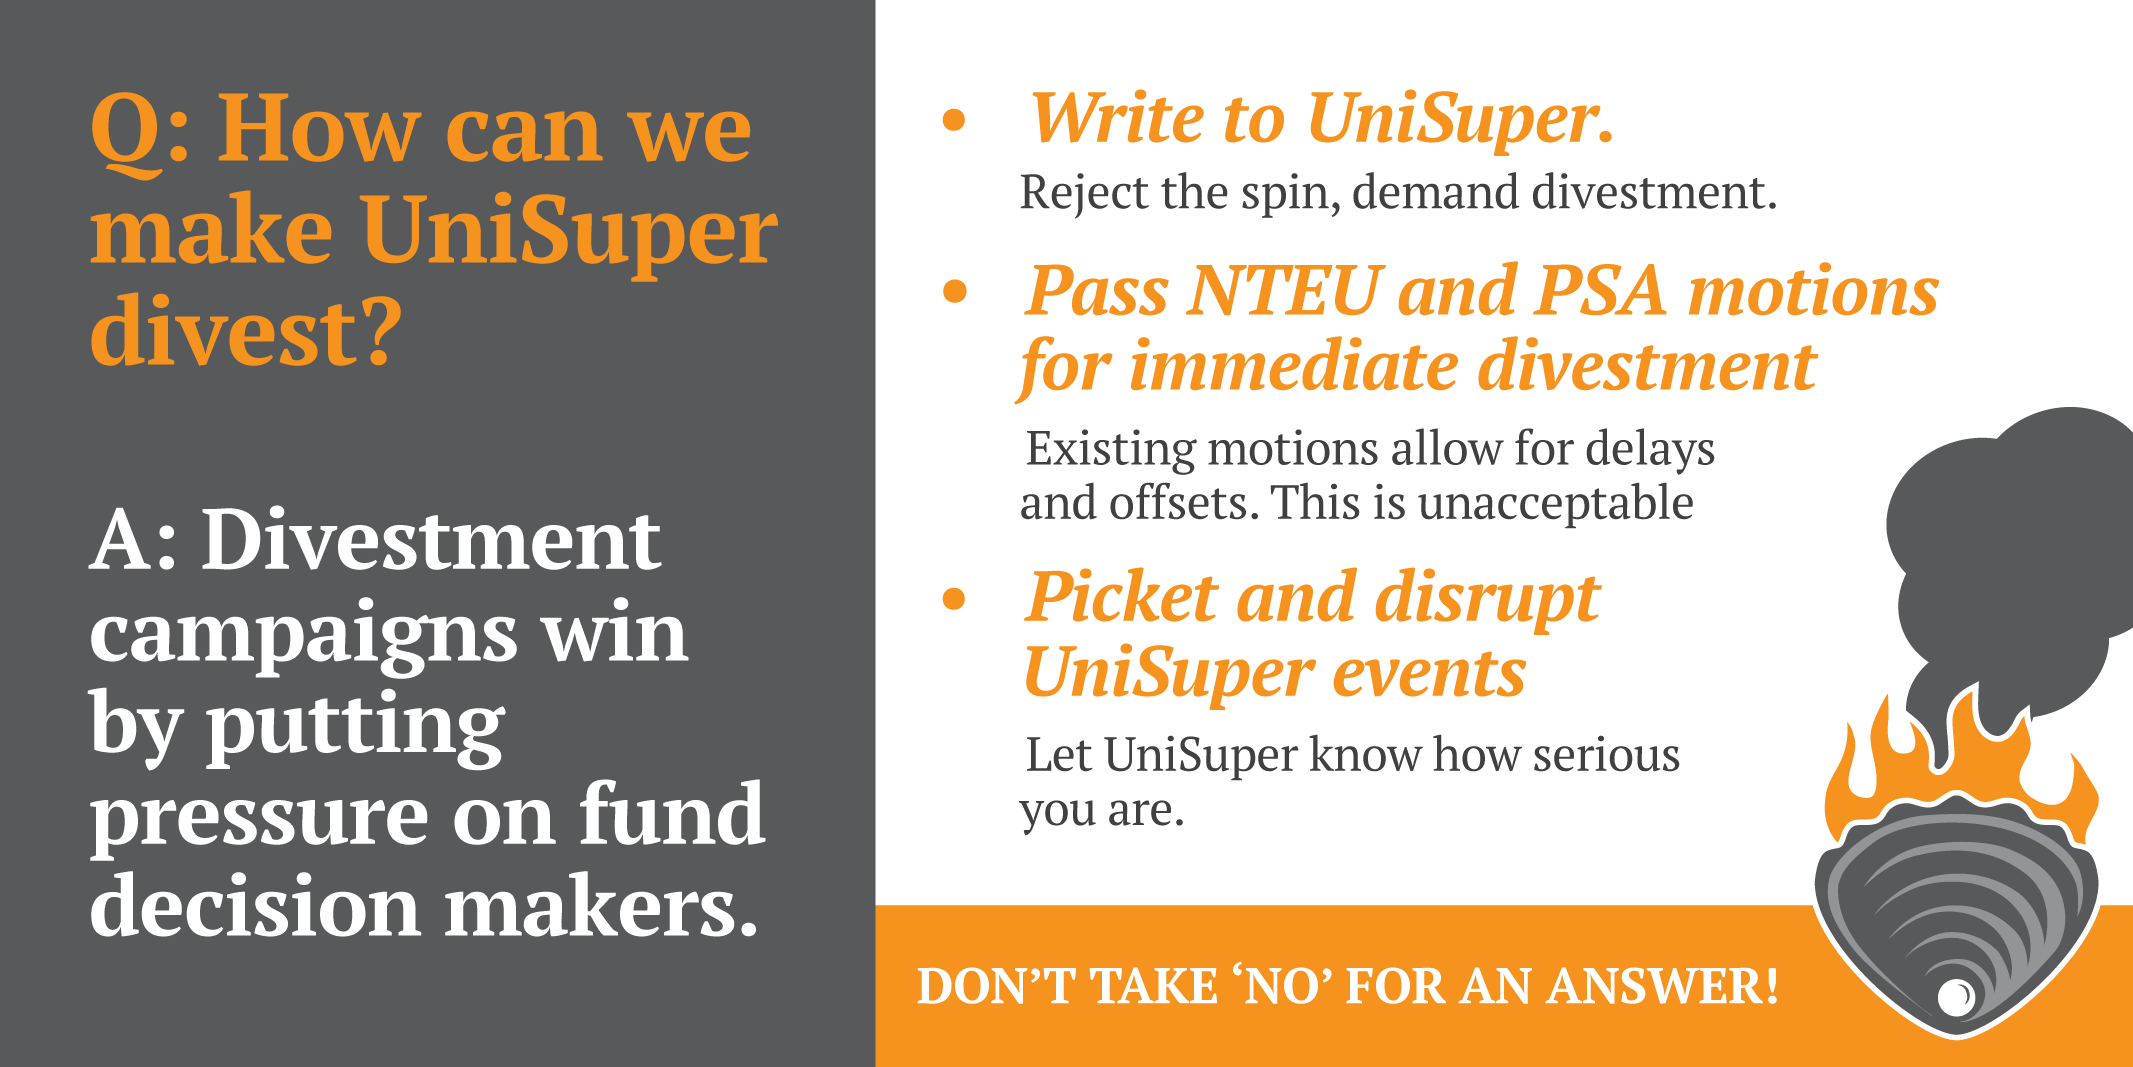 Q: How can we
make UniSuper
divest?
A: Divestment
campaigns win
by putting
pressure on fund
decision makers.
• Write to UniSuper.
Reject the spin, demand divestment.
• Pass NTEU and PSA motions
for immediate divestment
Existing motions allow for delays
and offsets. This is unacceptable
• Picket and disrupt
UniSuper events
Let UniSuper know how serious
you are.
DON’T TAKE ‘NO’ FOR AN ANSWER!